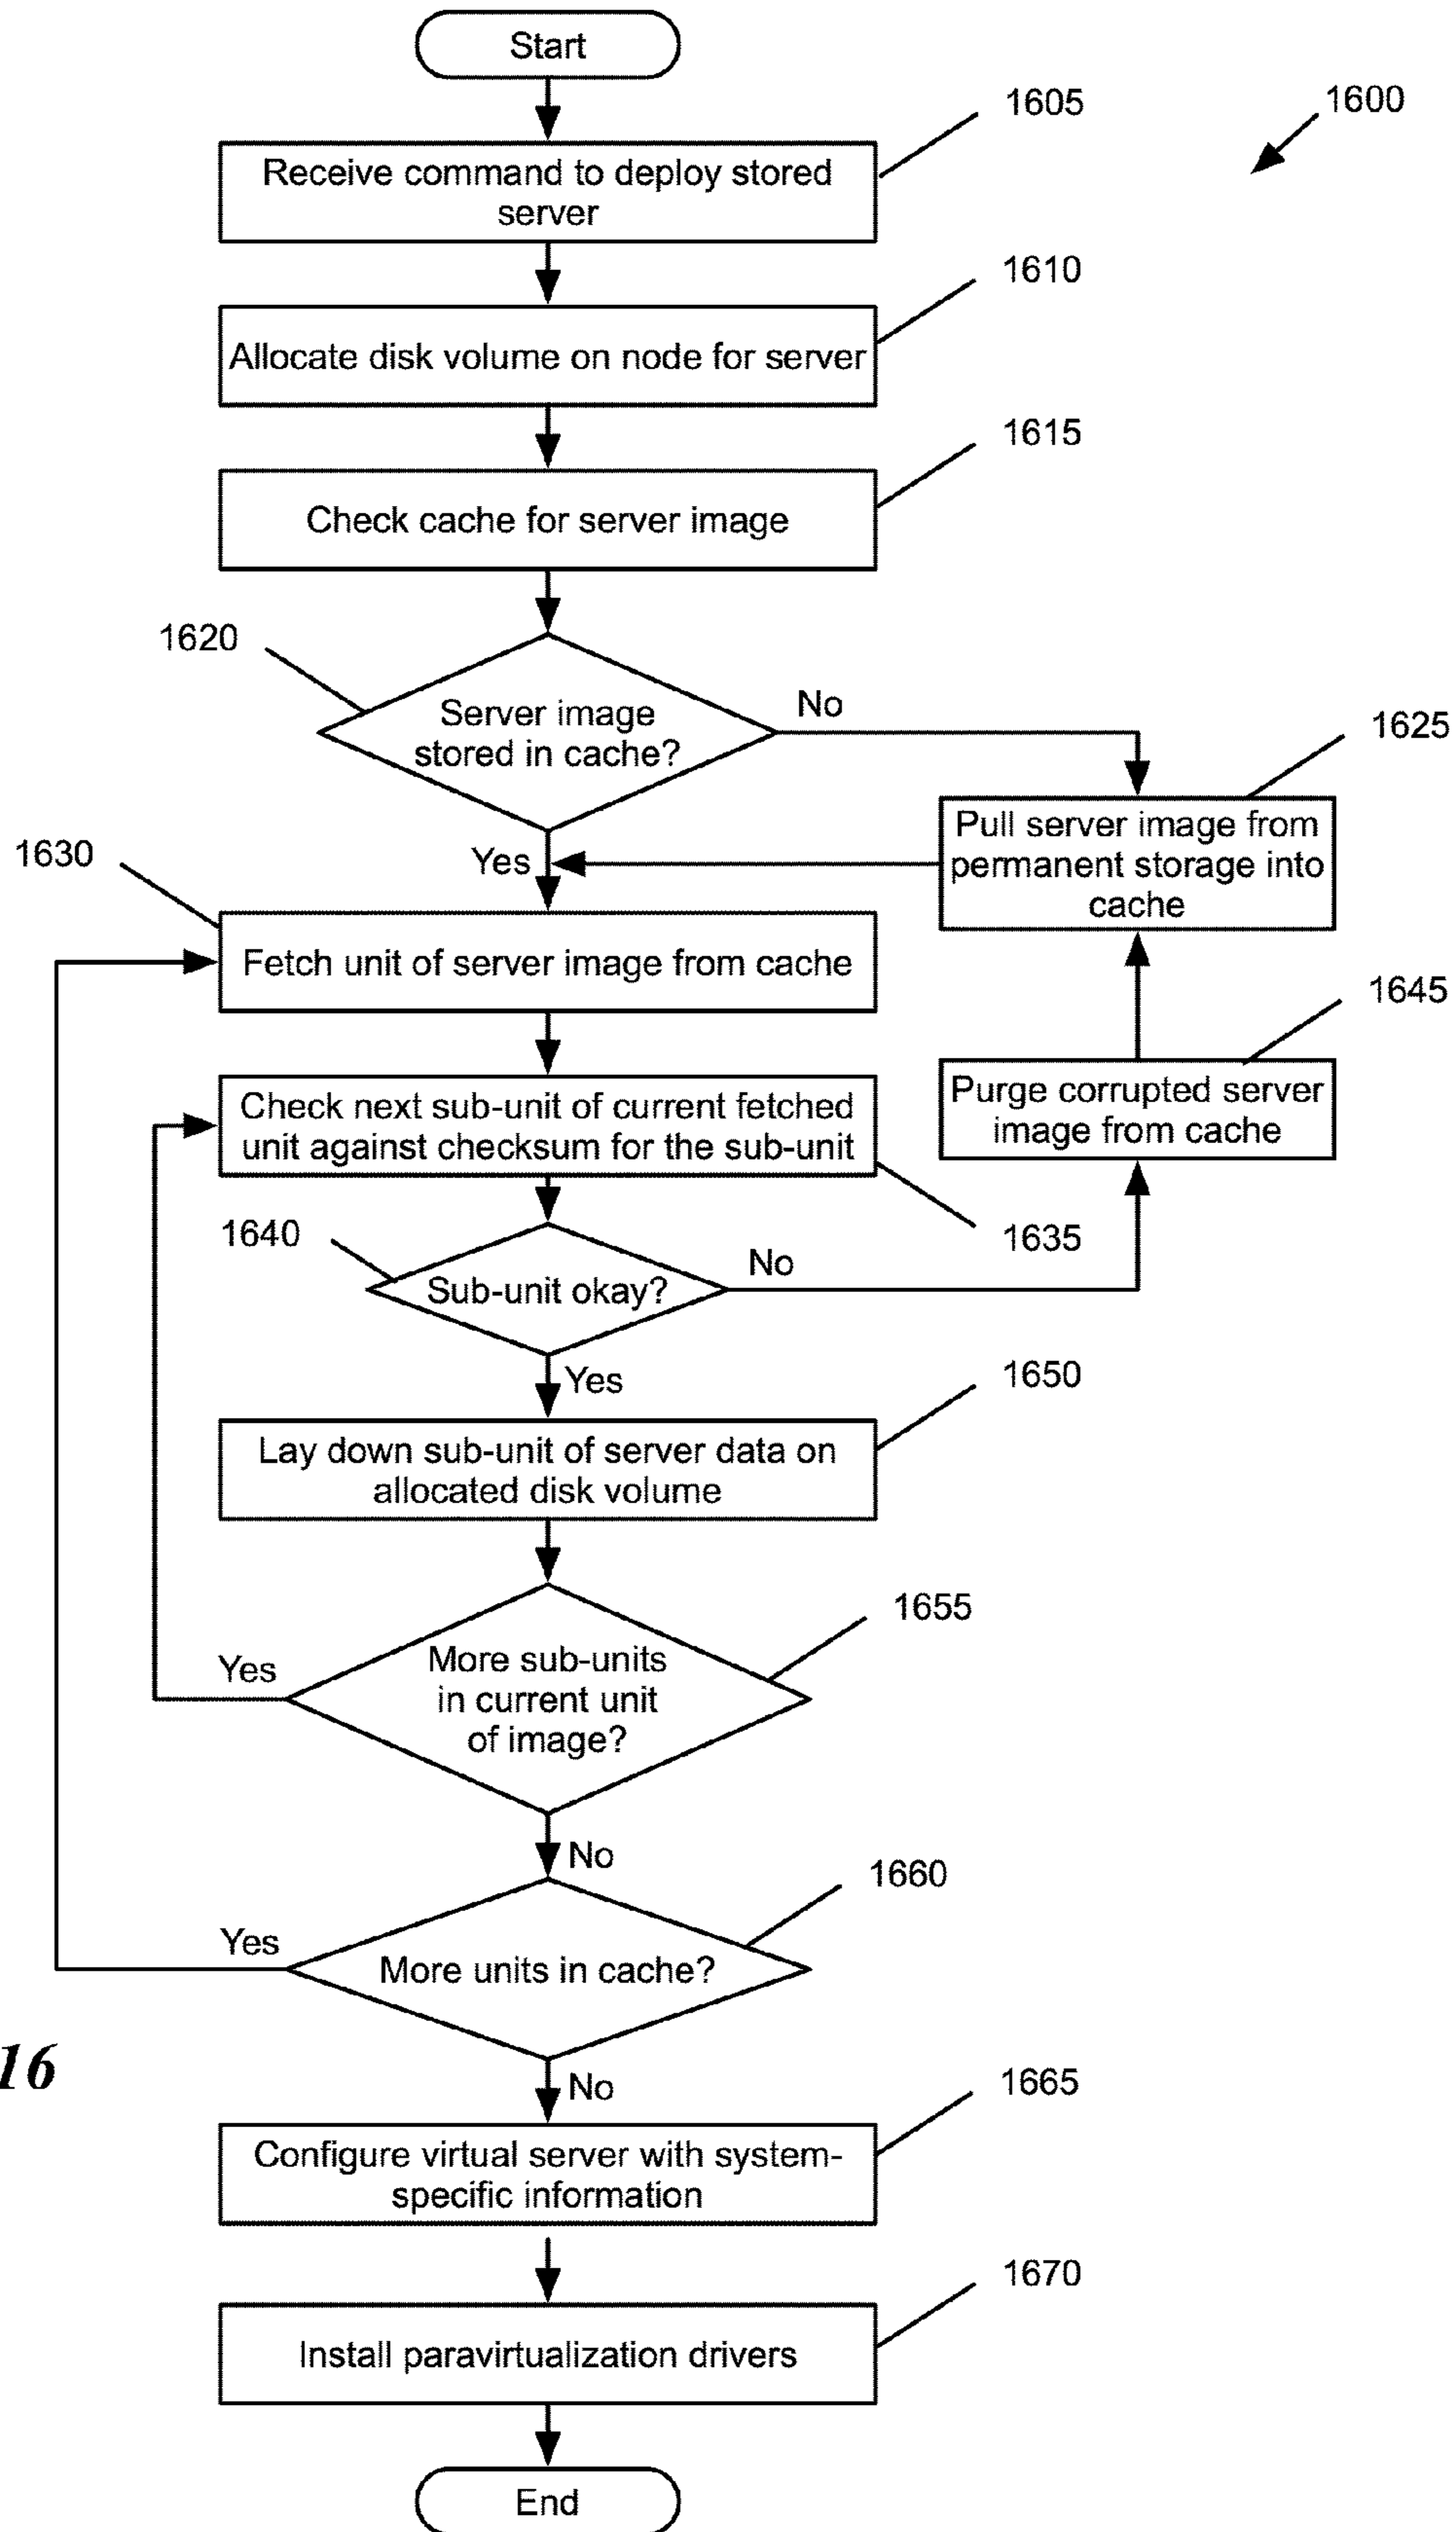 Start
1605
1600
Receive command to deploy stored
server
1610
Allocate disk volume on node for server
1615
Check cache for server image
1620
Server image
stored in cache?
No
1625
Pull server image from
permanent storage into
cache
Yes
1630
Fetch unit of server image from cache
1645
Purge corrupted server
image from cache
Check next sub-unit of current fetched
unit against checksum for the sub-unit
1635
1640
Sub-unit okay?
No
Yes
1650
Lay down sub-unit of server data on
allocated disk volume
1655
More sub-units
in current unit
of image?
Yes
No
1660
More units in cache?
Yes
No
16
1665
Configure virtual server with system-
specific information
1670
Install paravirtualization drivers
End